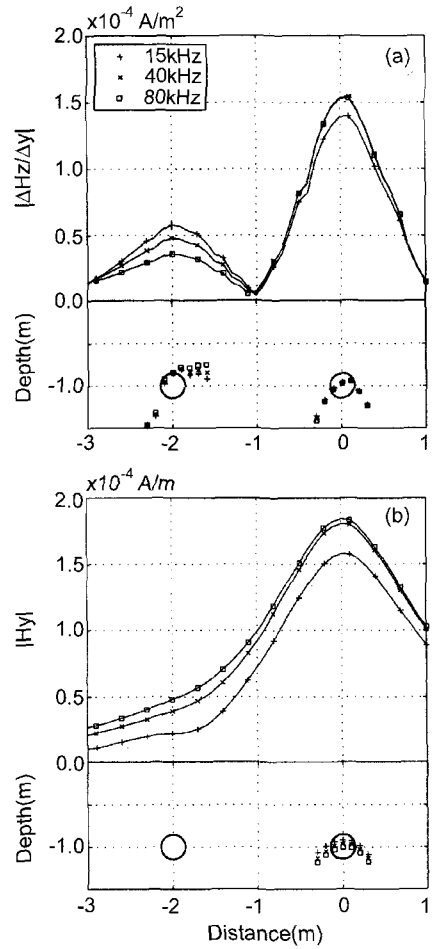 x10⁻⁴ A/m²
2.0
(a)
+ 15kHz
× 40kHz
□ 80kHz
1.5
|ΔHz/Δy|
1.0
0.5
0.0
Depth(m)
-1.0
-3 -2 -1 0 1
x10⁻⁴ A/m
2.0
(b)
1.5
|Hy|
1.0
0.5
0.0
Depth(m)
-1.0
-3 -2 -1 0 1
Distance(m)